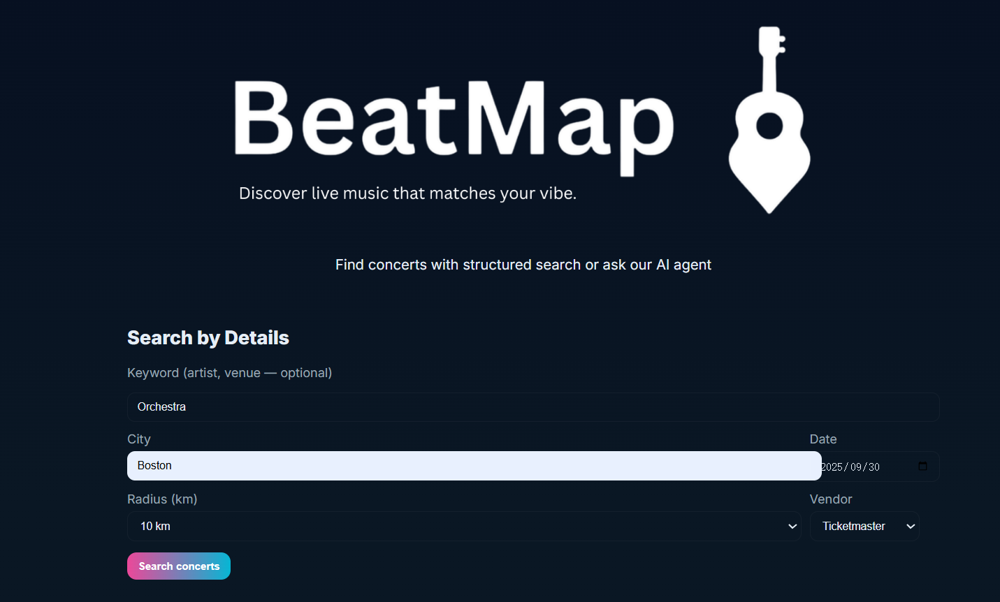 BeatMap
Discover live music that matches your vibe.
Find concerts with structured search or ask our AI agent
Search by Details
Keyword (artist, venue — optional)
Orchestra
City Date
Boston 2025/09/30
Radius (km) Vendor
10 km Ticketmaster
Search concerts